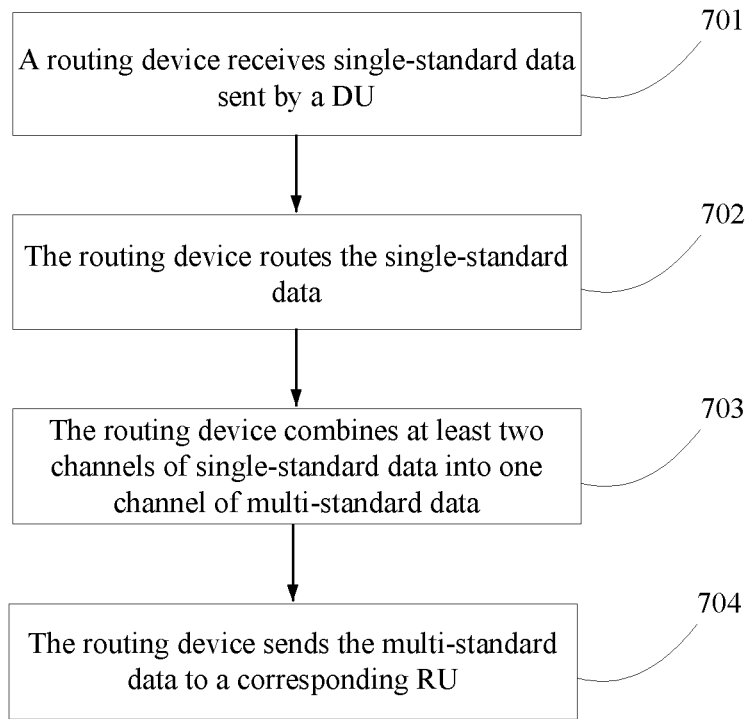 701
A routing device receives single-standard data
sent by a DU
702
The routing device routes the single-standard
data
703
The routing device combines at least two
channels of single-standard data into one
channel of multi-standard data
704
The routing device sends the multi-standard
data to a corresponding RU